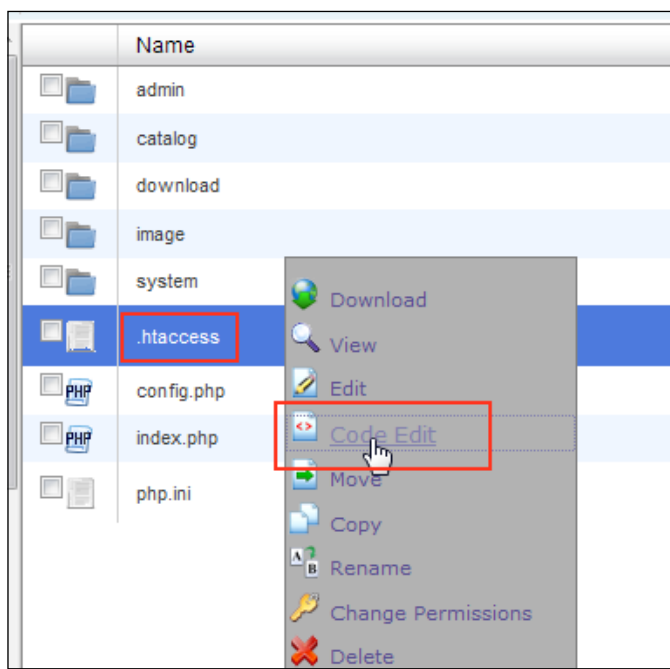 Name
admin
catalog
download
image
system
.htaccess
config.php
index.php
php.ini
Download
View
Edit
Code Edit
Move
Copy
Rename
Change Permissions
Delete